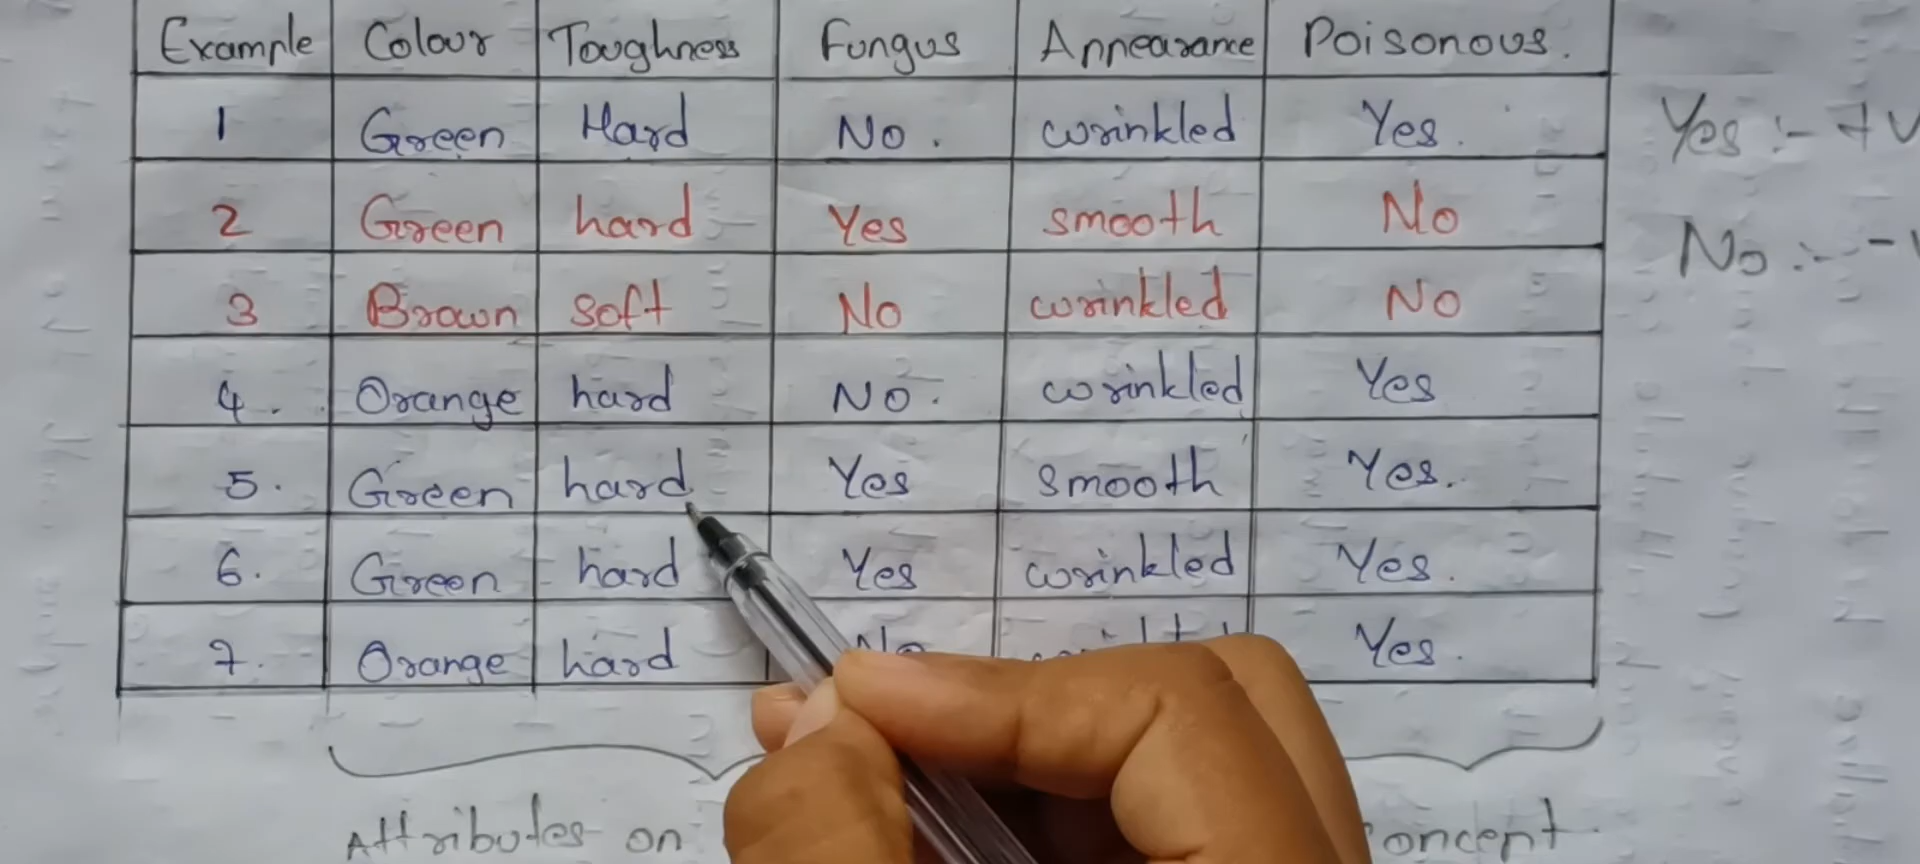 Example Colour Toughness Fungus Appearance Poisonous.
1 Green Hard No. wrinkled Yes.
2 Green hard Yes smooth No
3 Brown soft No wrinkled No
4. Orange hard No. wrinkled Yes
5. Green hard Yes smooth Yes.
6. Green hard Yes wrinkled Yes.
7. Orange hard No Yes.
Yes :- +v
No :- -v
Attributes on oncept